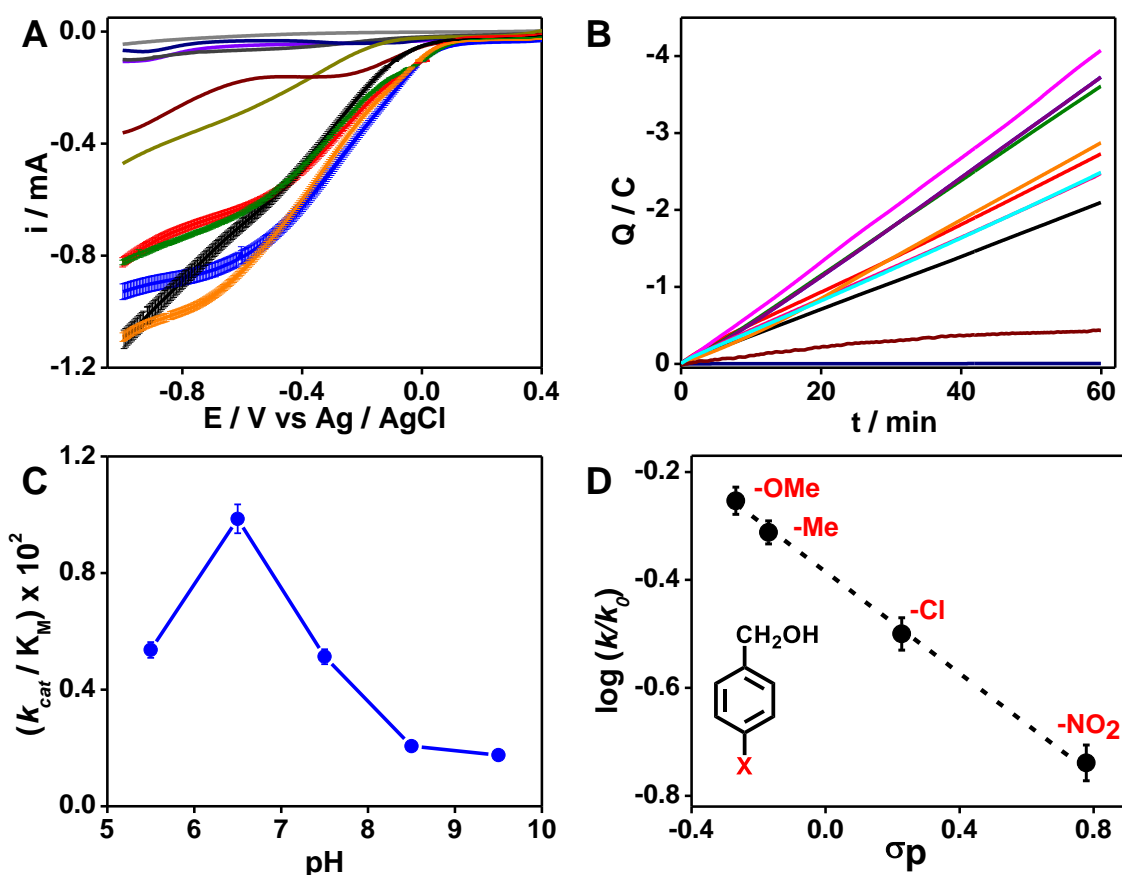 A
0.0
-0.4
-0.8
-1.2
i / mA
-0.8 -0.4 0.0 0.4
E / V vs Ag / AgCl
B
-4
-3
-2
-1
0
Q / C
0 20 40 60
t / min
C
1.2
0.8
0.4
0.0
(k_cat / K_M) x 10²
4 5 6 7 8 9 10
pH
D
-0.2
-0.4
-0.6
-0.8
log (k/k₀)
-OMe
-Me
-Cl
-NO₂
CH₂OH
X
-0.4 0.0 0.4 0.8
σp